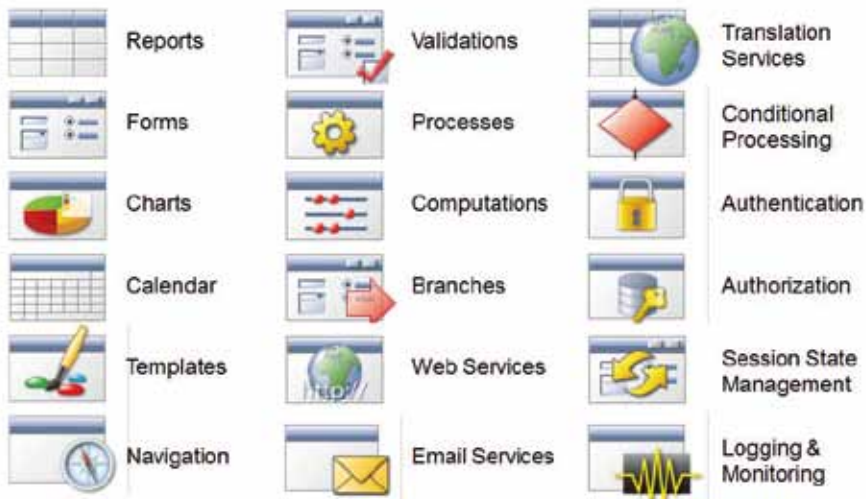 Reports
Validations
Translation
Services
Forms
Processes
Conditional
Processing
Charts
Computations
Authentication
Calendar
Branches
Authorization
Templates
Web Services
http://
Session State
Management
Navigation
Email Services
Logging &
Monitoring